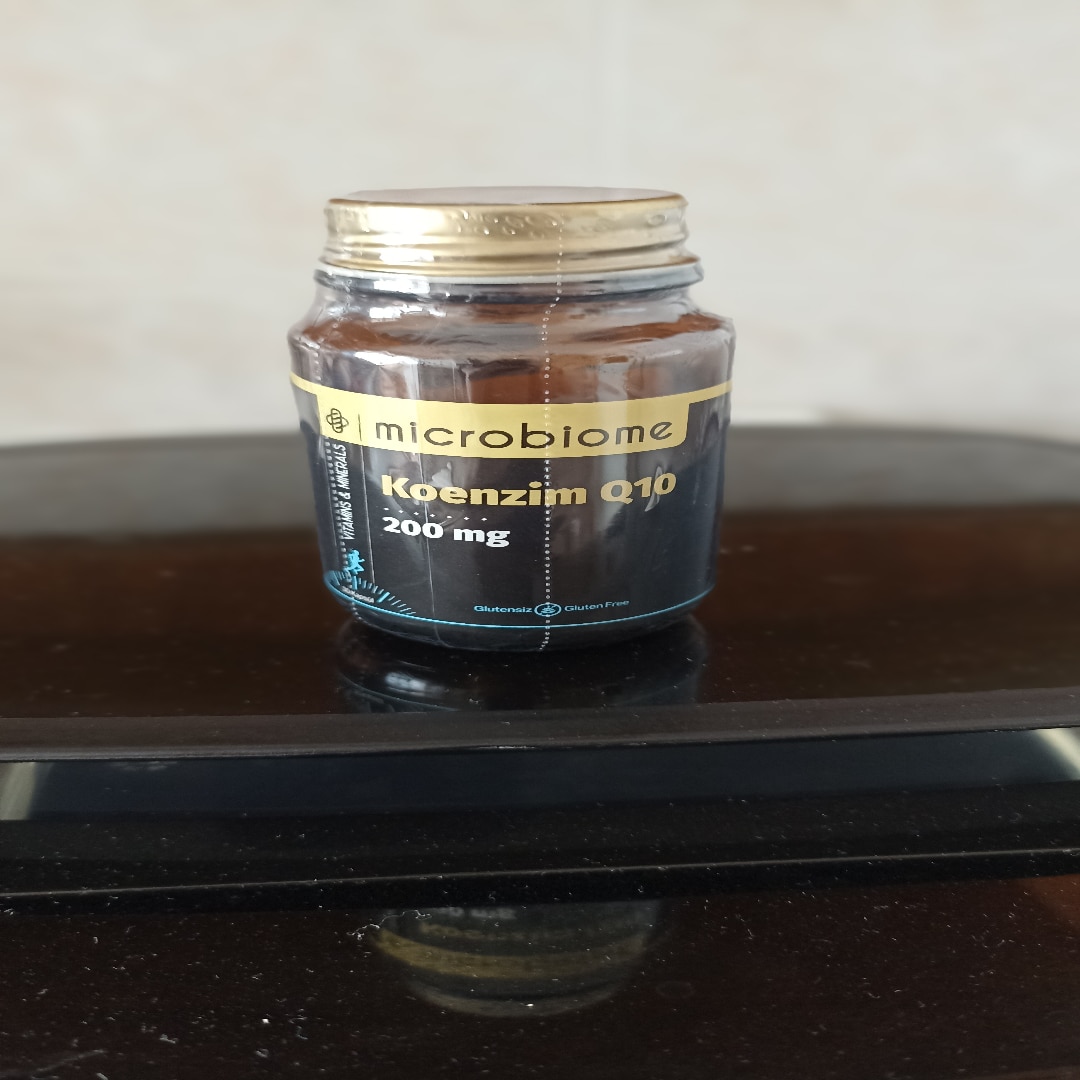 microbiome
VITAMINS & MINERALS
Koenzim Q10
200 mg
Glutensiz Gluten Free